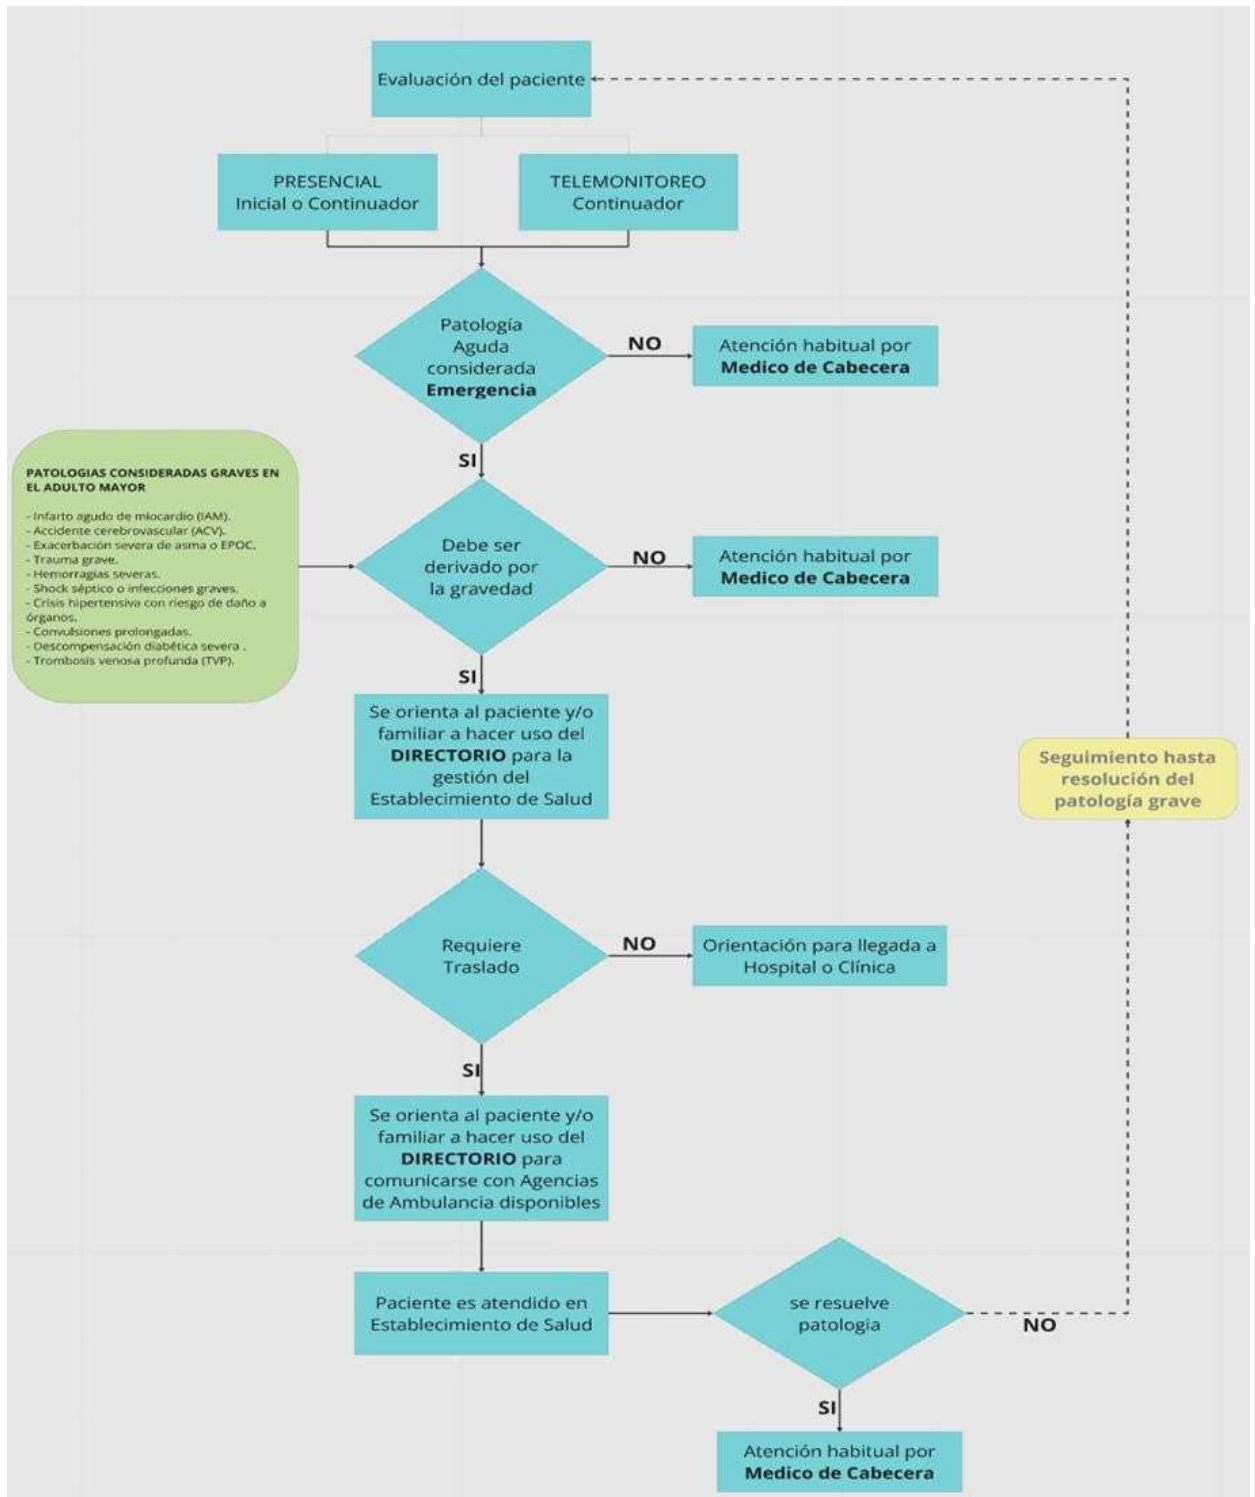 Evaluación del paciente
PRESENCIAL
Inicial o Continuador
TELEMONITOREO
Continuador
Patología
Aguda
considerada
Emergencia
NO
Atención habitual por
Medico de Cabecera
SI
PATOLOGIAS CONSIDERADAS GRAVES EN
EL ADULTO MAYOR
- Infarto agudo de miocardio (IAM).
- Accidente cerebrovascular (ACV).
- Exacerbación severa de asma o EPOC.
- Trauma grave.
- Hemorragias severas.
- Shock séptico o infecciones graves.
- Crisis hipertensiva con riesgo de daño a
órganos.
- Convulsiones prolongadas.
- Descompensación diabética severa .
- Trombosis venosa profunda (TVP).
Debe ser
derivado por
la gravedad
NO
Atención habitual por
Medico de Cabecera
SI
Se orienta al paciente y/o
familiar a hacer uso del
DIRECTORIO para la
gestión del
Establecimiento de Salud
Seguimiento hasta
resolución del
patología grave
Requiere
Traslado
NO
Orientación para llegada a
Hospital o Clínica
SI
Se orienta al paciente y/o
familiar a hacer uso del
DIRECTORIO para
comunicarse con Agencias
de Ambulancia disponibles
Paciente es atendido en
Establecimiento de Salud
se resuelve
patologia
NO
SI
Atención habitual por
Medico de Cabecera